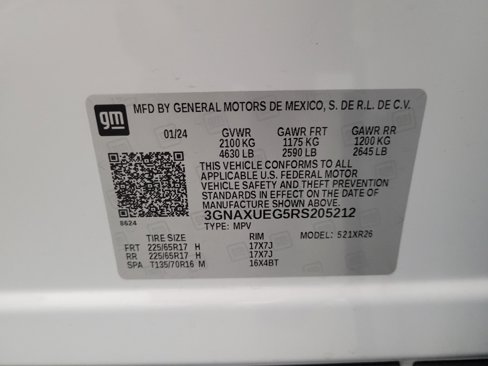 gm
MFD BY GENERAL MOTORS DE MEXICO, S. DE R.L. DE C.V.
01/24 GVWR GAWR FRT GAWR RR
2100 KG 1175 KG 1200 KG
4630 LB 2590 LB 2645 LB
THIS VEHICLE CONFORMS TO ALL
APPLICABLE U.S. FEDERAL MOTOR
VEHICLE SAFETY AND THEFT PREVENTION
STANDARDS IN EFFECT ON THE DATE OF
MANUFACTURE SHOWN ABOVE.
3GNAXUEG5RS205212
8624 TYPE: MPV
TIRE SIZE RIM MODEL: 521XR26
FRT 225/65R17 H 17X7J
RR 225/65R17 H 17X7J
SPA T135/70R16 M 16X4BT